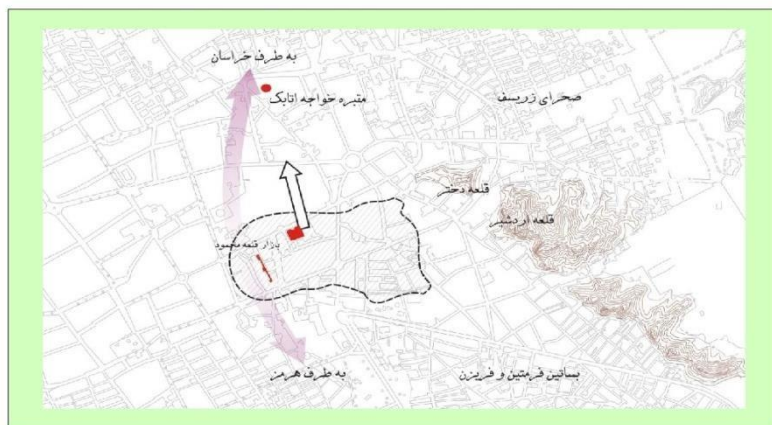 به طرف خراسان
مقبره خواجه اتابک
صحرای زریسف
قلعه دختر
قلعه اردشیر
بازار قلعه محمود
به طرف هرمز
بساتین فرمتین و فریزن